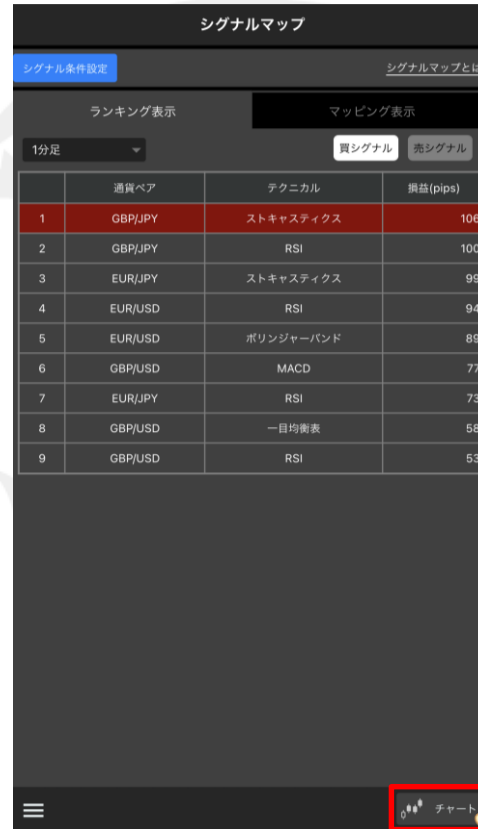 シグナルマップ
シグナル条件設定 シグナルマップとは
ランキング表示 マッピング表示
1分足 買シグナル 売シグナル
通貨ペア テクニカル 損益(pips)
1 GBP/JPY ストキャスティクス 106
2 GBP/JPY RSI 100
3 EUR/JPY ストキャスティクス 99
4 EUR/USD RSI 94
5 EUR/USD ボリンジャーバンド 89
6 GBP/USD MACD 77
7 EUR/JPY RSI 73
8 GBP/USD 一目均衡表 58
9 GBP/USD RSI 53
チャート